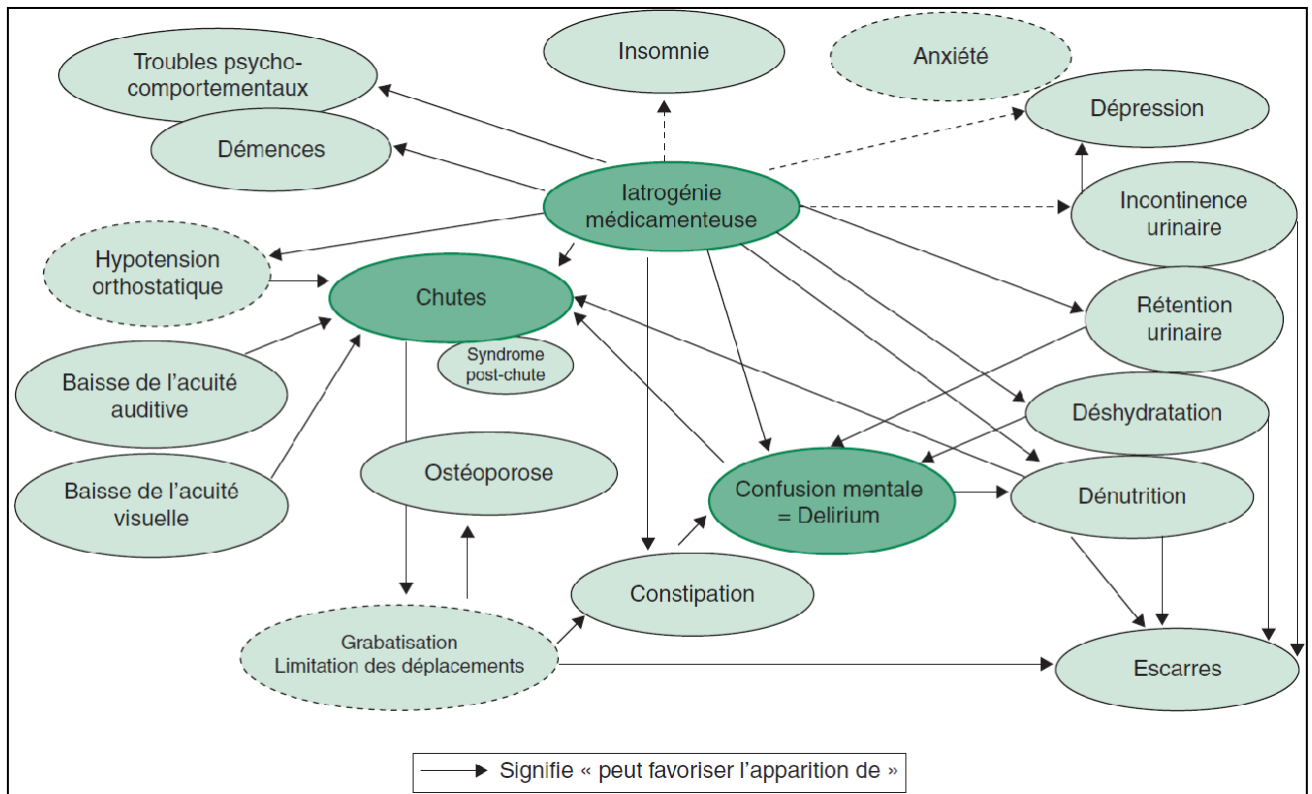 Insomnie
Anxiété
Troubles psycho-
comportementaux
Dépression
Démences
Iatrogénie
médicamenteuse
Incontinence
urinaire
Hypotension
orthostatique
Chutes
Rétention
urinaire
Syndrome
post-chute
Baisse de l'acuité
auditive
Déshydratation
Ostéoporose
Baisse de l'acuité
visuelle
Confusion mentale
= Delirium
Dénutrition
Constipation
Grabatisation
Limitation des déplacements
Escarres
Signifie « peut favoriser l'apparition de »